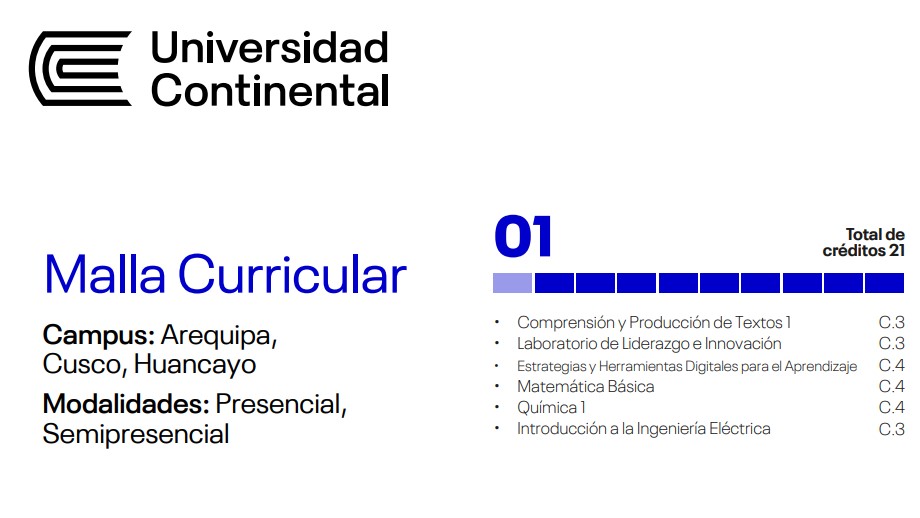 Universidad
Continental
Malla Curricular
Campus: Arequipa,
Cusco, Huancayo
Modalidades: Presencial,
Semipresencial
01
Total de
créditos 21
• Comprensión y Producción de Textos 1 C.3
• Laboratorio de Liderazgo e Innovación C.3
• Estrategias y Herramientas Digitales para el Aprendizaje C.4
• Matemática Básica C.4
• Química 1 C.4
• Introducción a la Ingeniería Eléctrica C.3